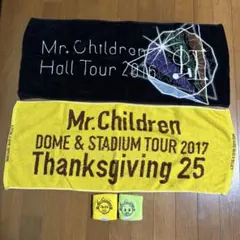 Mr. Children
Hall Tour 2016
Mr.Children
DOME & STADIUM TOUR 2017
Thanksgiving 25